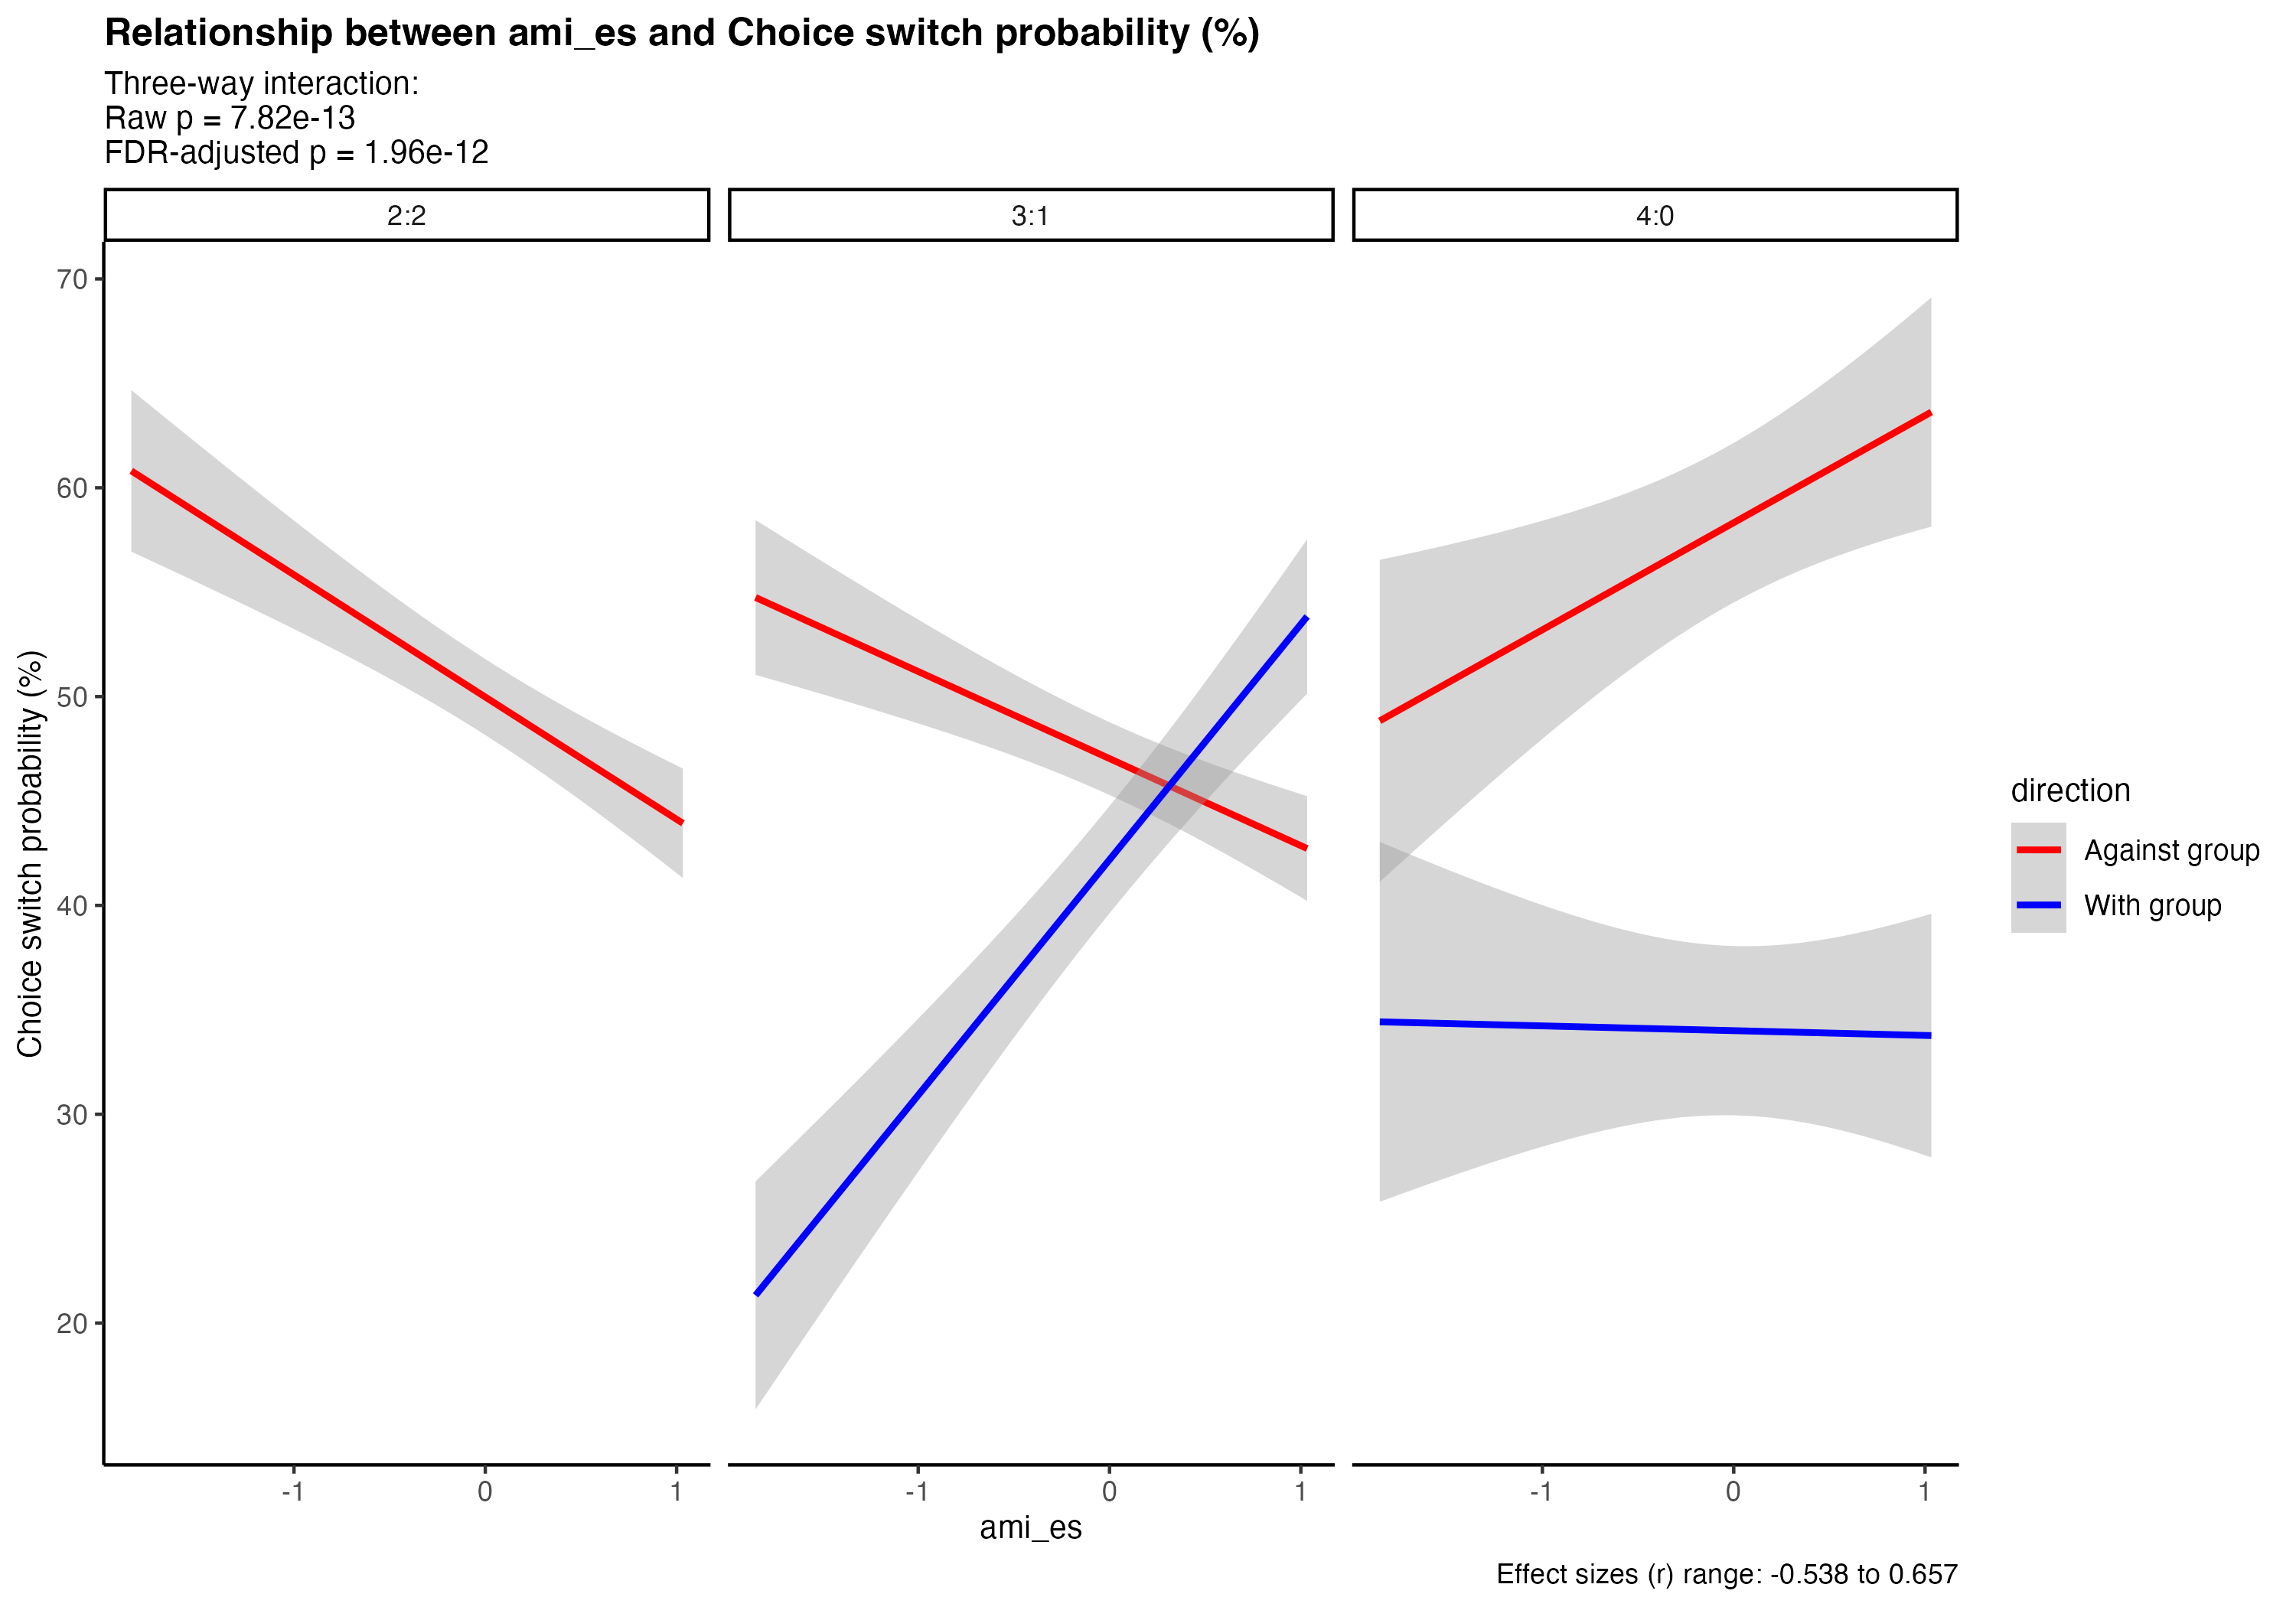 Relationship between ami_es and Choice switch probability (%)
Three-way interaction:
Raw p = 7.82e-13
FDR-adjusted p = 1.96e-12
2:2
3:1
4:0
Choice switch probability (%)
70
60
50
40
30
20
-1
0
1
-1
0
1
-1
0
1
ami_es
direction
Against group
With group
Effect sizes (r) range: -0.538 to 0.657